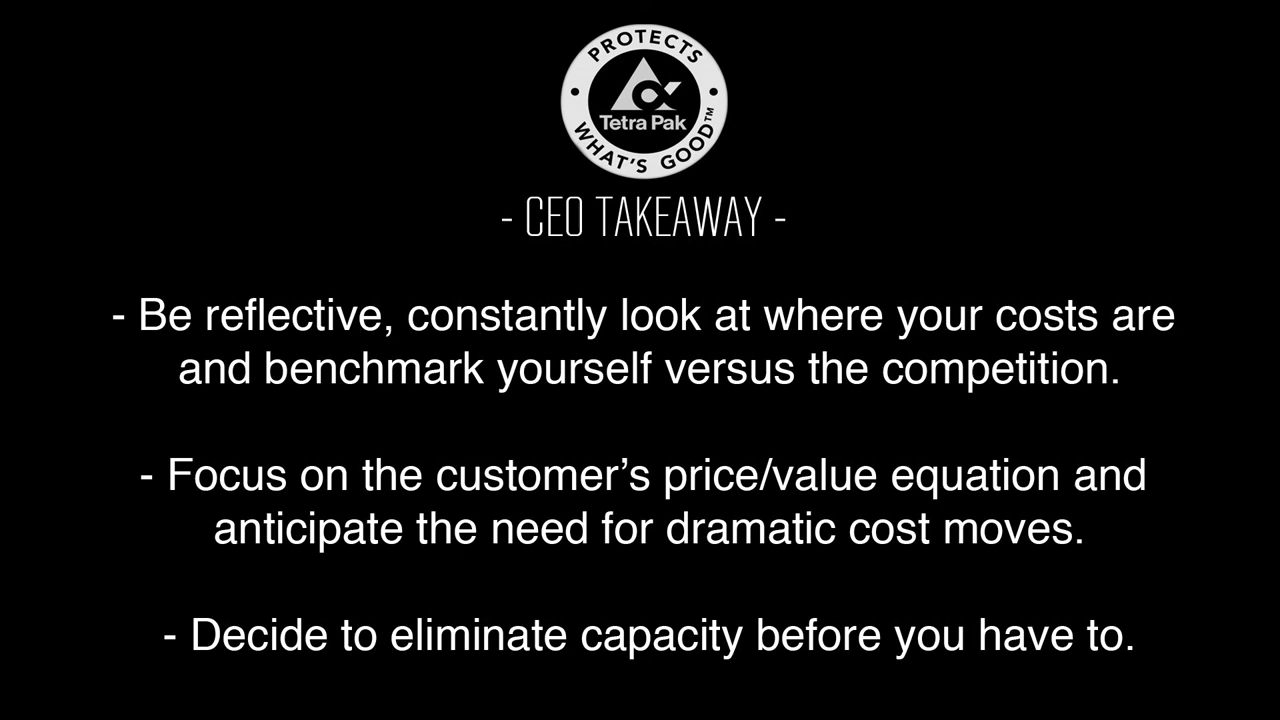 PROTECTS
Tetra Pak
WHAT'S GOOD™
- CEO TAKEAWAY -
- Be reflective, constantly look at where your costs are
and benchmark yourself versus the competition.
- Focus on the customer’s price/value equation and
anticipate the need for dramatic cost moves.
- Decide to eliminate capacity before you have to.